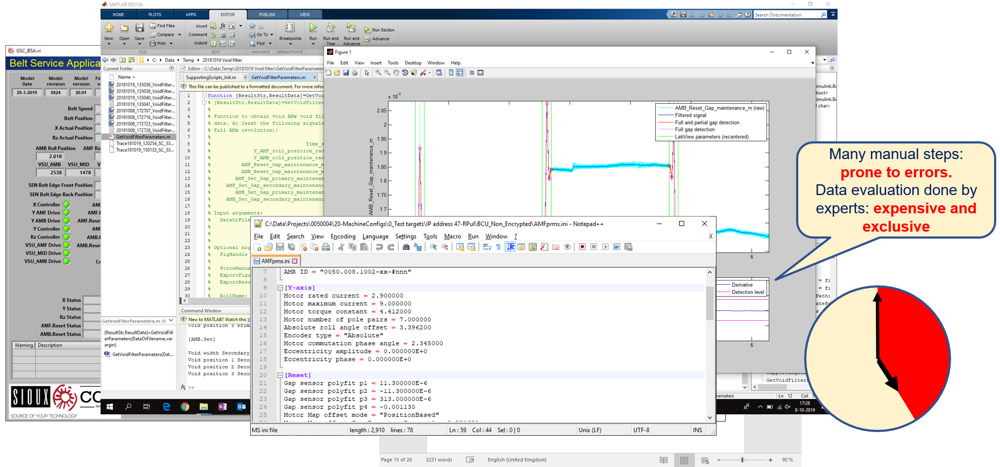 MATLAB R2012b
HOME PLOTS APPS EDITOR PUBLISH VIEW
Search Documentation
New Open Save Find Files Compare Print
Insert Comment Indent
Go To Find
Breakpoints Run Run and Time Run and Advance Run Section Advance
FILE EDIT NAVIGATE BREAKPOINTS
C: Data Temp 20181019 Void filter
Current Folder
Name
20181019_135036_VoidFilter...
20181019_135038_VoidFilter...
20181019_135040_VoidFilter...
20181019_135041_VoidFilter...
20191008_172707_VoidFilter...
20191008_172716_VoidFilter...
20191008_172723_VoidFilter...
20191008_172728_VoidFilter...
GetVoidFilterParameters.m
Trace181019_120254_SC_53...
Trace181019_150133_SC_53...
GetVoidFilterParameters.m (M
[ResultStr,ResultData]=GetVoidFilt
erParameters(DataOrFilename,var
argin)
GetVoidFilterParameters(Dat...
Editor - C:\Data\Temp\20181019 Void filter\GetVoidFilterParameters
SupportingScripts_Init.m GetVoidFilterParameters.m
This file can be published to a formatted document. For more infor
1 function [ResultStr,ResultData]=GetVoi
2 % [ResultStr,ResultData]=GetVoidFilter
3 %
4 % Function to obtain void AMx void fil
5 % data. At least the following signals
6 % full AMx revolution):
7 %
8 % Time_s
9 % Y_AMF_roll_position_rad
10 % Y_AMB_roll_position_rad
11 % AMF_Reset_Gap_maintenance_m
12 % AMB_Reset_Gap_maintenance_m
13 % AMF_Set_Gap_primary_maintenan
14 % AMF_Set_Gap_secondary_maintenanc
15 % AMB_Set_Gap_primary_maintenan
16 % AMB_Set_Gap_secondary_maintenanc
17 %
18 % Input arguments:
19 % DataOrFil
20 %
21 %
22 %
23 % Optional arg
24 % FigHandle
25 %
26 % ForceManua
27 % ExportFigu
28 % ExportResu
29 %
30 % RollName:
Command Window
New to MATLAB? Watch this V
Void position 3 Prima
[AMB.Set]
Void width Secondary
Void position 1 Secon
Void position 2 Secon
Void position 3 Secon
fx >>
GSC_BSA.vi
Belt Service Applica
Model Date Model revision Model version
29-3-2019 6824 20.01
Belt Speed
Belt Position
X Actual Position
Rz Actual Position
AMB Roll Position AMF Ro
2.018
VSU_AMB VSU_MID V
2538 1478
SEN Belt Edge Front Position
SEN Belt Edge Back Position
X Controller AM
Y AMF Drive AMF.
Y AMB Drive AMF.Reset
Y Controller AM
Rz Controller AMB.
VSU_AMF Drive AMB.Rese
VSU_MID Drive
VSU_AMB Drive Co
X Status
Y Status
Rz Status
AMF.Reset Status
AMB.Reset Status
Warning Description
SIOUX CC
SOURCE OF YOUR TECHNOLOGY
Figure 1
File Edit View Insert Tools Desktop Window Help
x 10-3
2.05
2
1.95
1.9
1.85
1.8
1.75
1.7
AMB_Reset_Gap_maintenance_m
AMB_Reset_Gap_maintenance_m (raw)
Filtered signal
Full and partial gap detection
Full gap detection
LabView parameters (recentered)
6
Derivative
Detection level
6
C:\Data\Projects\0050004\20-MachineConfigs\0_Test targets\IP address 47-RPul\BCU_Non_Encrypted\AMFprms.ini - Notepad++
File Edit Search View Encoding Language Settings Tools Macro Run Window ? X
AMFprms.ini
7 AMR ID = "0050.008.1002-xx-#nnn"
8
9 [Y-axis]
10 Motor rated current = 2.900000
11 Motor maximum current = 9.000000
12 Motor torque constant = 4.412000
13 Motor number of pole pairs = 7.000000
14 Absolute roll angle offset = 3.396200
15 Encoder type = "Absolute"
16 Motor commutation phase angle = 2.345000
17 Eccentricity amplitude = 0.000000E+0
18 Eccentricity phase = 0.000000E+0
19
20 [Reset]
21 Gap sensor polyfit p1 = 11.300000E-6
22 Gap sensor polyfit p2 = -11.300000E-6
23 Gap sensor polyfit p3 = 313.000000E-6
24 Gap sensor polyfit p4 = -0.001130
25 Motor Map offset mode = "PositionBased"
MS ini file length : 2,910 lines : 78 Ln : 59 Col : 44 Sel : 0 | 0 Unix (LF) UTF-8 INS
Many manual steps:
prone to errors.
Data evaluation done by
experts: expensive and
exclusive
Ln 12 Col
17:28
8-10-2019
Page 15 of 26 3231 words English (United Kingdom) 90 %